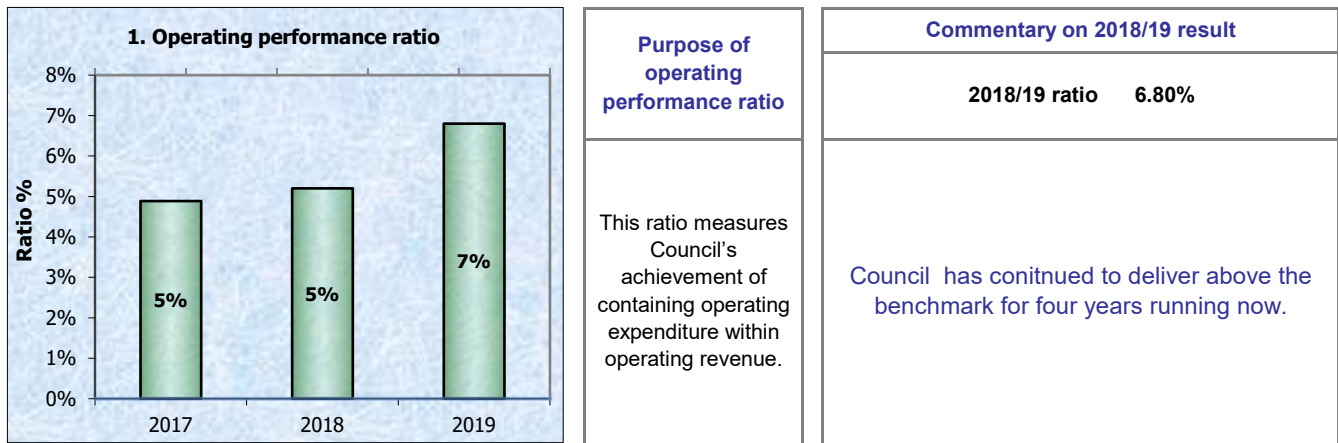 1. Operating performance ratio
8%
7%
6%
5%
4%
3%
2%
1%
0%
Ratio %
5%
5%
7%
2017 2018 2019
Purpose of
operating
performance ratio
This ratio measures
Council's
achievement of
containing operating
expenditure within
operating revenue.
Commentary on 2018/19 result
2018/19 ratio 6.80%
Council has conitnued to deliver above the
benchmark for four years running now.